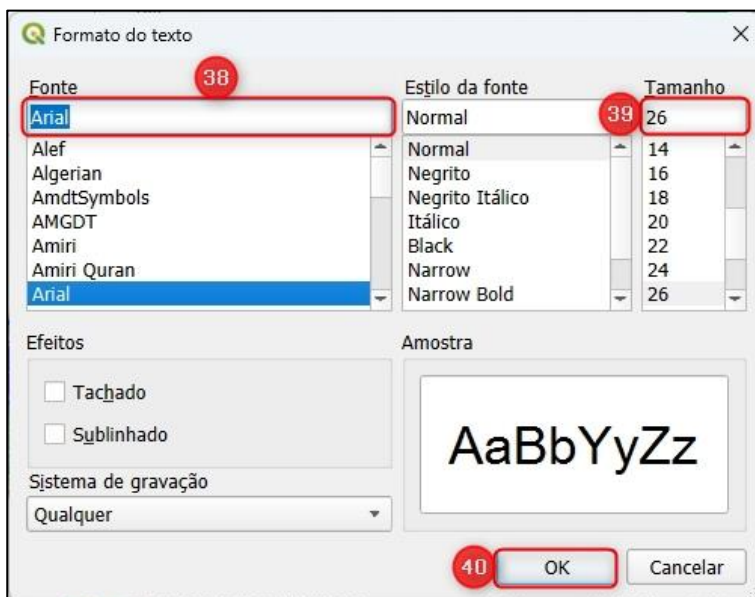 Formato do texto
38
Fonte
Estilo da fonte
Tamanho
Arial
Normal
39
26
Alef
Algerian
AmdtSymbols
AMGDT
Amiri
Amiri Quran
Arial
Normal
Negrito
Negrito Itálico
Itálico
Black
Narrow
Narrow Bold
14
16
18
20
22
24
26
Efeitos
Tachado
Sublinhado
Amostra
AaBbYyZz
Sistema de gravação
Qualquer
40
OK
Cancelar